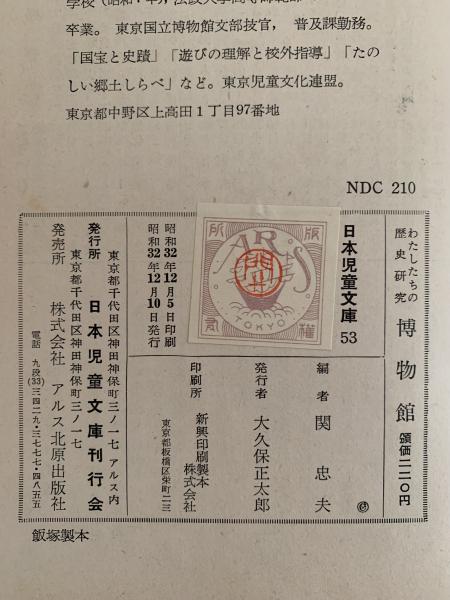 卒業。東京国立博物館文部技官，普及課勤務。
「国宝と史蹟」「遊びの理解と校外指導」「たの
しい郷土しらべ」など。東京児童文化連盟。
東京都中野区上高田1丁目97番地
NDC 210
わたしたちの
歴史研究
博物館
頒価二二〇円
日本児童文庫 53
編者 関忠夫
©
発行者 大久保正太郎
印刷所 新興印刷製本株式会社
東京都板橋区栄町二三
版権所有
ARS
TOKYO
昭和32年12月5日印刷
昭和32年12月10日発行
東京都千代田区神田神保町三ノ一七 アルス内
発行所 日本児童文庫刊行会
東京都千代田区神田神保町三ノ一七
発売所 株式会社 アルス北原出版社
電話 九段(33)三四二九・三七七七・四八五五
飯塚製本